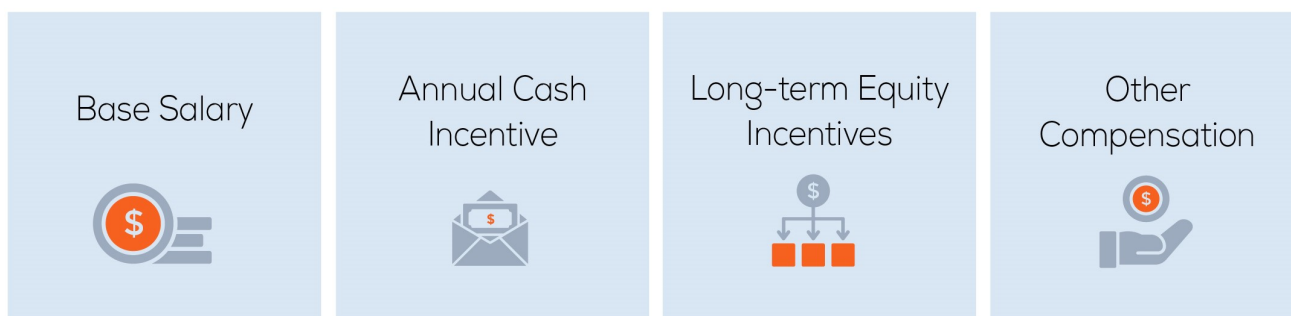 Base Salary
$
Annual Cash
Incentive
$
Long-term Equity
Incentives
$
Other
Compensation
$